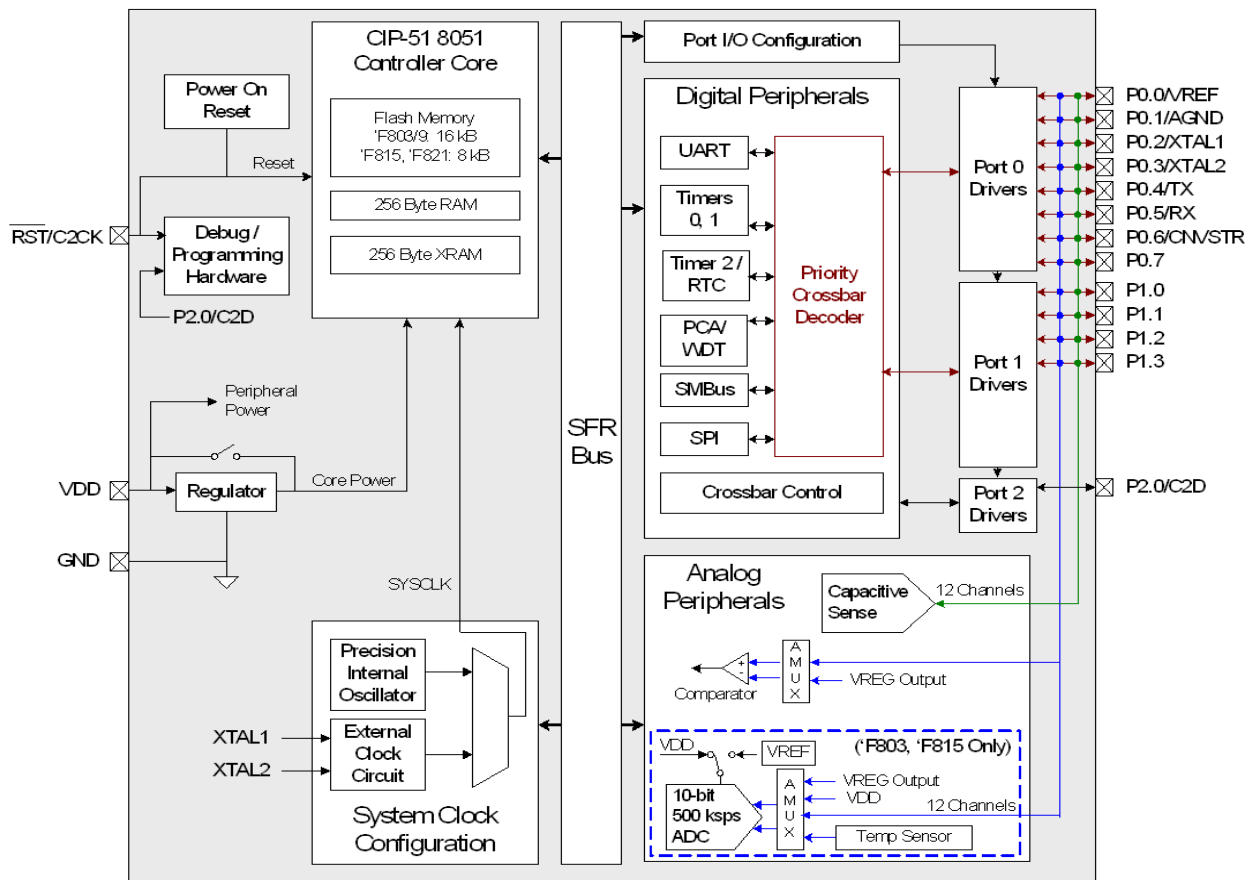 CIP-51 8051
Controller Core
Flash Memory
'F803/9: 16 kB
'F815, 'F821: 8 kB
256 Byte RAM
256 Byte XRAM
Power On
Reset
Reset
RST/C2CK
Debug /
Programming
Hardware
P2.0/C2D
Peripheral
Power
VDD
Regulator
Core Power
GND
SYSCLK
Precision
Internal
Oscillator
XTAL1
XTAL2
External
Clock
Circuit
System Clock
Configuration
SFR
Bus
Port I/O Configuration
Digital Peripherals
UART
Timers
0, 1
Timer 2 /
RTC
PCA/
WDT
SMBus
SPI
Priority
Crossbar
Decoder
Crossbar Control
Port 0
Drivers
Port 1
Drivers
Port 2
Drivers
P0.0/VREF
P0.1/AGND
P0.2/XTAL1
P0.3/XTAL2
P0.4/TX
P0.5/RX
P0.6/CNVSTR
P0.7
P1.0
P1.1
P1.2
P1.3
P2.0/C2D
Analog
Peripherals
Capacitive
Sense
12 Channels
+
-
Comparator
AMUX
VREG Output
('F803, 'F815 Only)
VDD
VREF
10-bit
500 ksps
ADC
AMUX
VREG Output
VDD
12 Channels
Temp Sensor